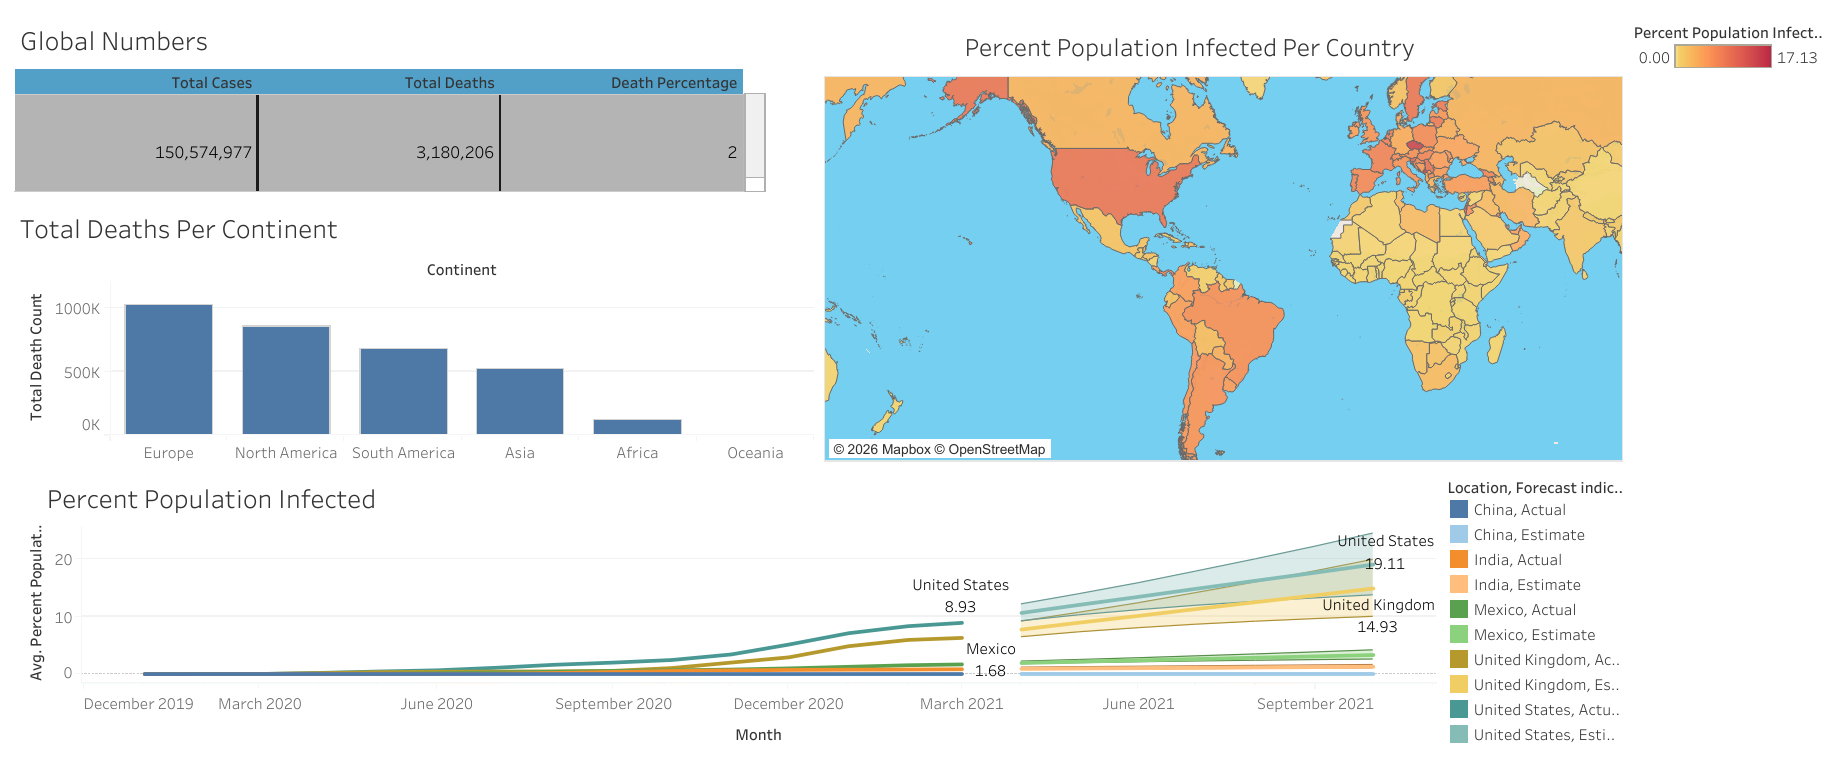 Global Numbers
Total Cases Total Deaths Death Percentage
150,574,977 3,180,206 2
Total Deaths Per Continent
Continent
Total Death Count
1000K
500K
0K
Europe North America South America Asia Africa Oceania
Percent Population Infected Per Country
© 2026 Mapbox © OpenStreetMap
Percent Population Infect..
0.00 17.13
Percent Population Infected
Avg. Percent Populat..
20
10
0
United States
8.93
Mexico
1.68
United States
19.11
United Kingdom
14.93
December 2019 March 2020 June 2020 September 2020 December 2020 March 2021 June 2021 September 2021
Month
Location, Forecast indic..
China, Actual
China, Estimate
India, Actual
India, Estimate
Mexico, Actual
Mexico, Estimate
United Kingdom, Ac..
United Kingdom, Es..
United States, Actu..
United States, Esti..